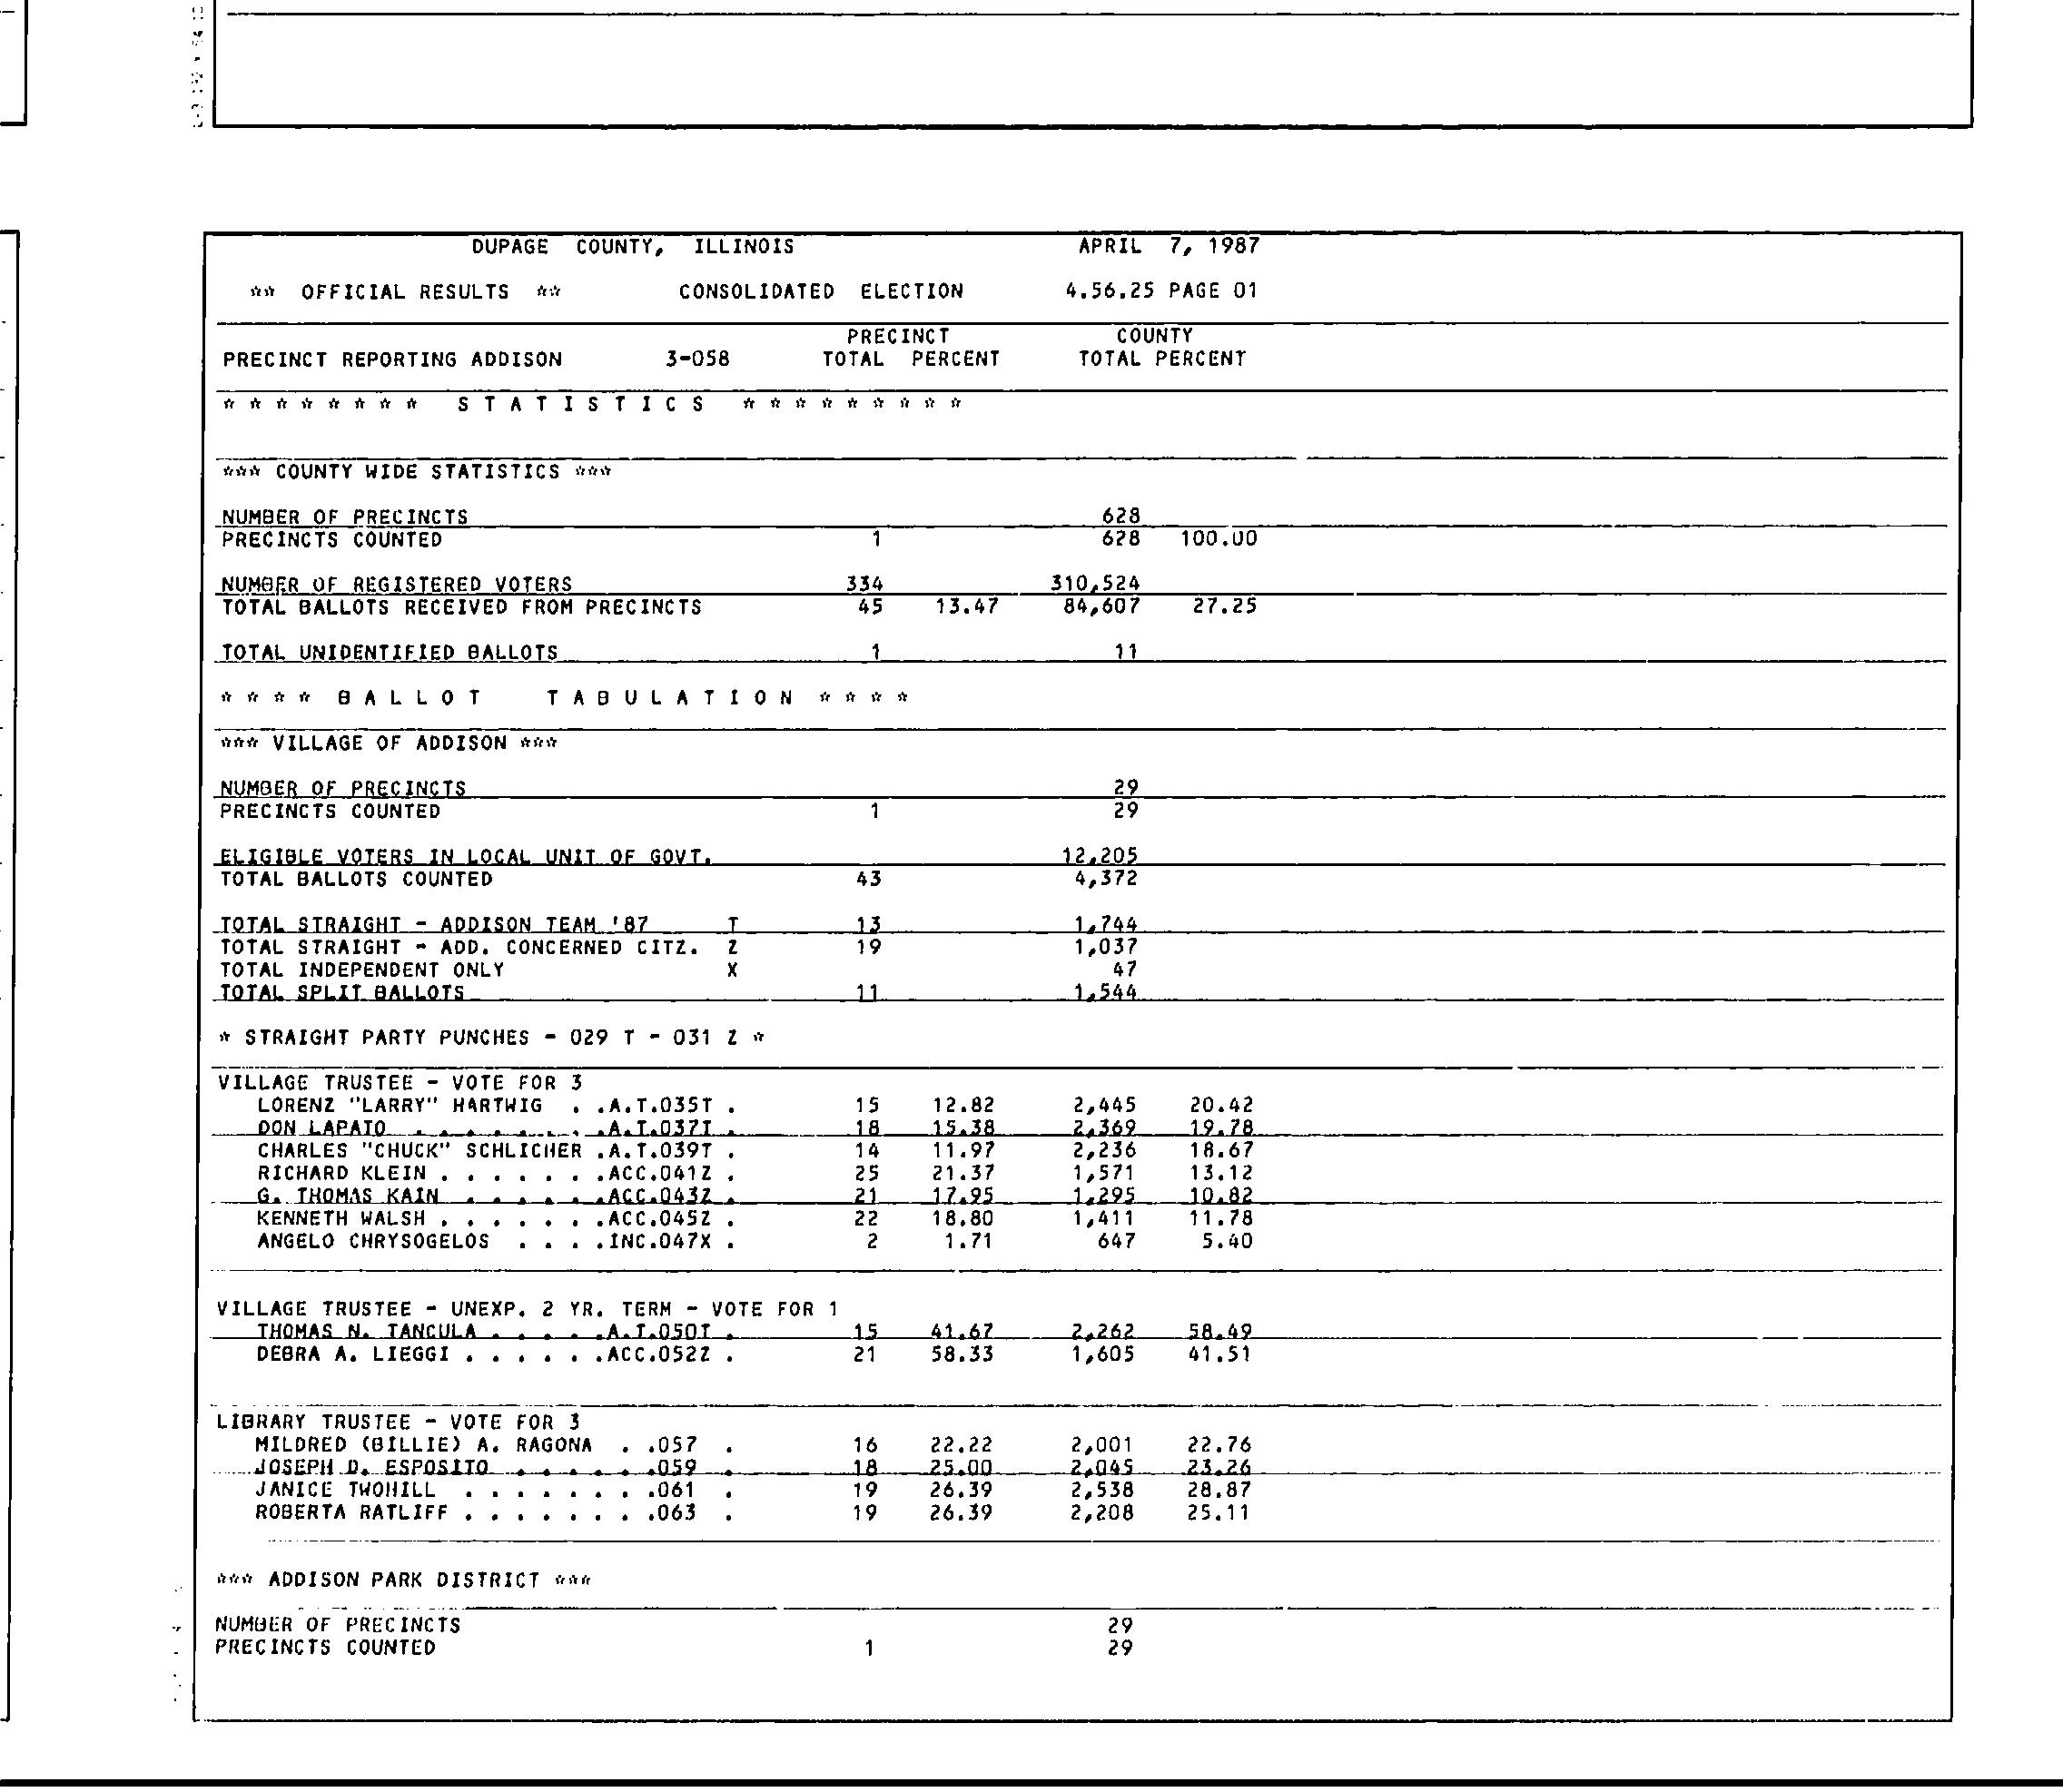 DUPAGE COUNTY, ILLINOIS APRIL 7, 1987
** OFFICIAL RESULTS ** CONSOLIDATED ELECTION 4.56.25 PAGE 01
PRECINCT COUNTY
PRECINCT REPORTING ADDISON 3-058 TOTAL PERCENT TOTAL PERCENT
* * * * * * * * S T A T I S T I C S * * * * * * * * *
*** COUNTY WIDE STATISTICS ***
NUMBER OF PRECINCTS 628
PRECINCTS COUNTED 1 628 100.00
NUMBER OF REGISTERED VOTERS 334 310,524
TOTAL BALLOTS RECEIVED FROM PRECINCTS 45 13.47 84,607 27.25
TOTAL UNIDENTIFIED BALLOTS 1 11
* * * * B A L L O T T A B U L A T I O N * * * *
*** VILLAGE OF ADDISON ***
NUMBER OF PRECINCTS 29
PRECINCTS COUNTED 1 29
ELIGIBLE VOTERS IN LOCAL UNIT OF GOVT. 12,205
TOTAL BALLOTS COUNTED 43 4,372
TOTAL STRAIGHT - ADDISON TEAM '87 T 13 1,744
TOTAL STRAIGHT - ADD. CONCERNED CITZ. Z 19 1,037
TOTAL INDEPENDENT ONLY X 47
TOTAL SPLIT BALLOTS 11 1,544
* STRAIGHT PARTY PUNCHES - 029 T - 031 Z *
VILLAGE TRUSTEE - VOTE FOR 3
LORENZ "LARRY" HARTWIG . .A.T.035T . 15 12.82 2,445 20.42
DON LAPATO . . . . . . . .A.T.037T . 18 15.38 2,369 19.78
CHARLES "CHUCK" SCHLICHER .A.T.039T . 14 11.97 2,236 18.67
RICHARD KLEIN . . . . . . .ACC.041Z . 25 21.37 1,571 13.12
G. THOMAS KAIN . . . . . .ACC.043Z . 21 17.95 1,295 10.82
KENNETH WALSH . . . . . . .ACC.045Z . 22 18.80 1,411 11.78
ANGELO CHRYSOGELOS . . . .INC.047X . 2 1.71 647 5.40
VILLAGE TRUSTEE - UNEXP. 2 YR. TERM - VOTE FOR 1
THOMAS N. TANCULA . . . . .A.T.050T . 15 41.67 2,262 58.49
DEBRA A. LIEGGI . . . . . .ACC.052Z . 21 58.33 1,605 41.51
LIBRARY TRUSTEE - VOTE FOR 3
MILDRED (BILLIE) A. RAGONA . .057 . 16 22.22 2,001 22.76
JOSEPH D. ESPOSITO . . . . . .059 . 18 25.00 2,045 23.26
JANICE TWOHILL . . . . . . . .061 . 19 26.39 2,538 28.87
ROBERTA RATLIFF . . . . . . . .063 . 19 26.39 2,208 25.11
*** ADDISON PARK DISTRICT ***
NUMBER OF PRECINCTS 29
PRECINCTS COUNTED 1 29